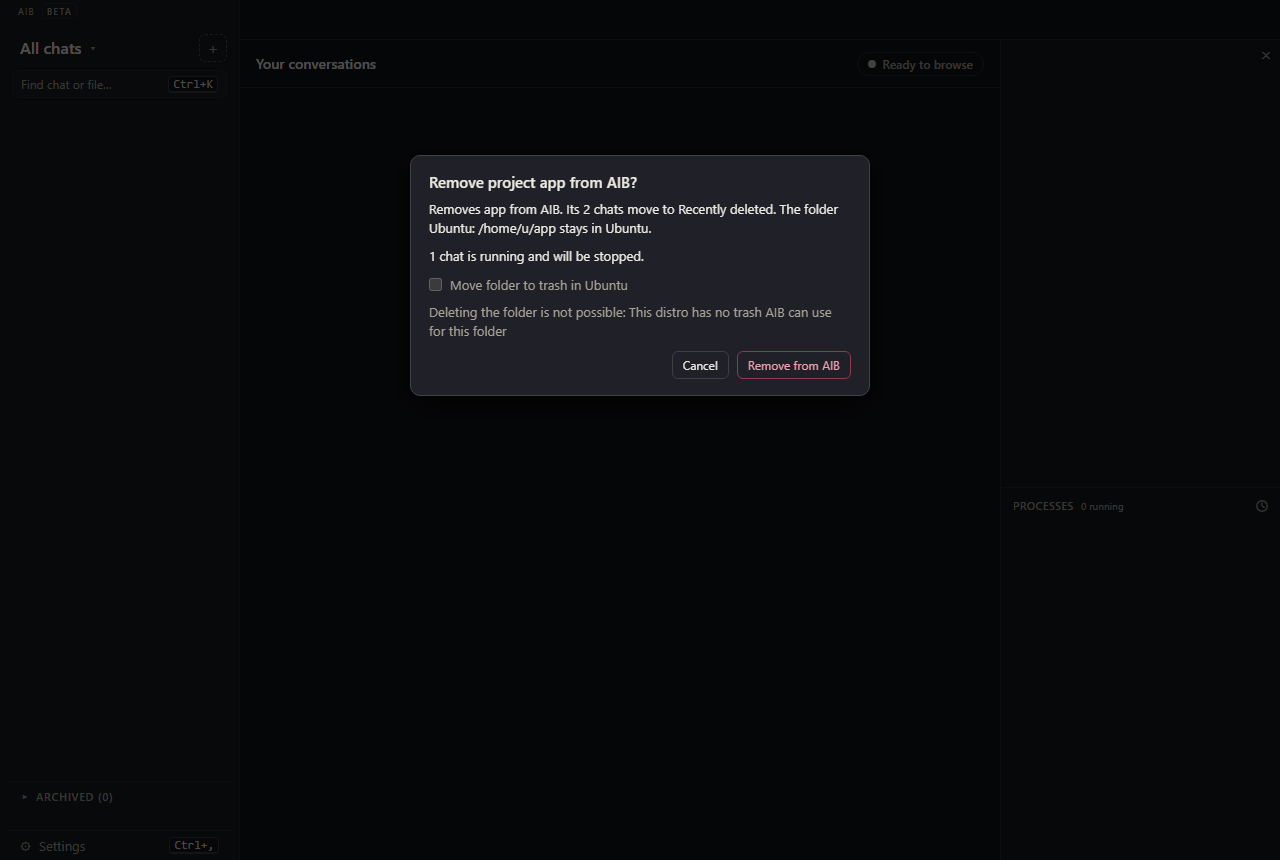 AIB BETA
All chats
+
Find chat or file... Ctrl+K
Your conversations
Ready to browse
Remove project app from AIB?
Removes app from AIB. Its 2 chats move to Recently deleted. The folder
Ubuntu: /home/u/app stays in Ubuntu.
1 chat is running and will be stopped.
Move folder to trash in Ubuntu
Deleting the folder is not possible: This distro has no trash AIB can use
for this folder
Cancel
Remove from AIB
PROCESSES 0 running
ARCHIVED (0)
Settings Ctrl+,